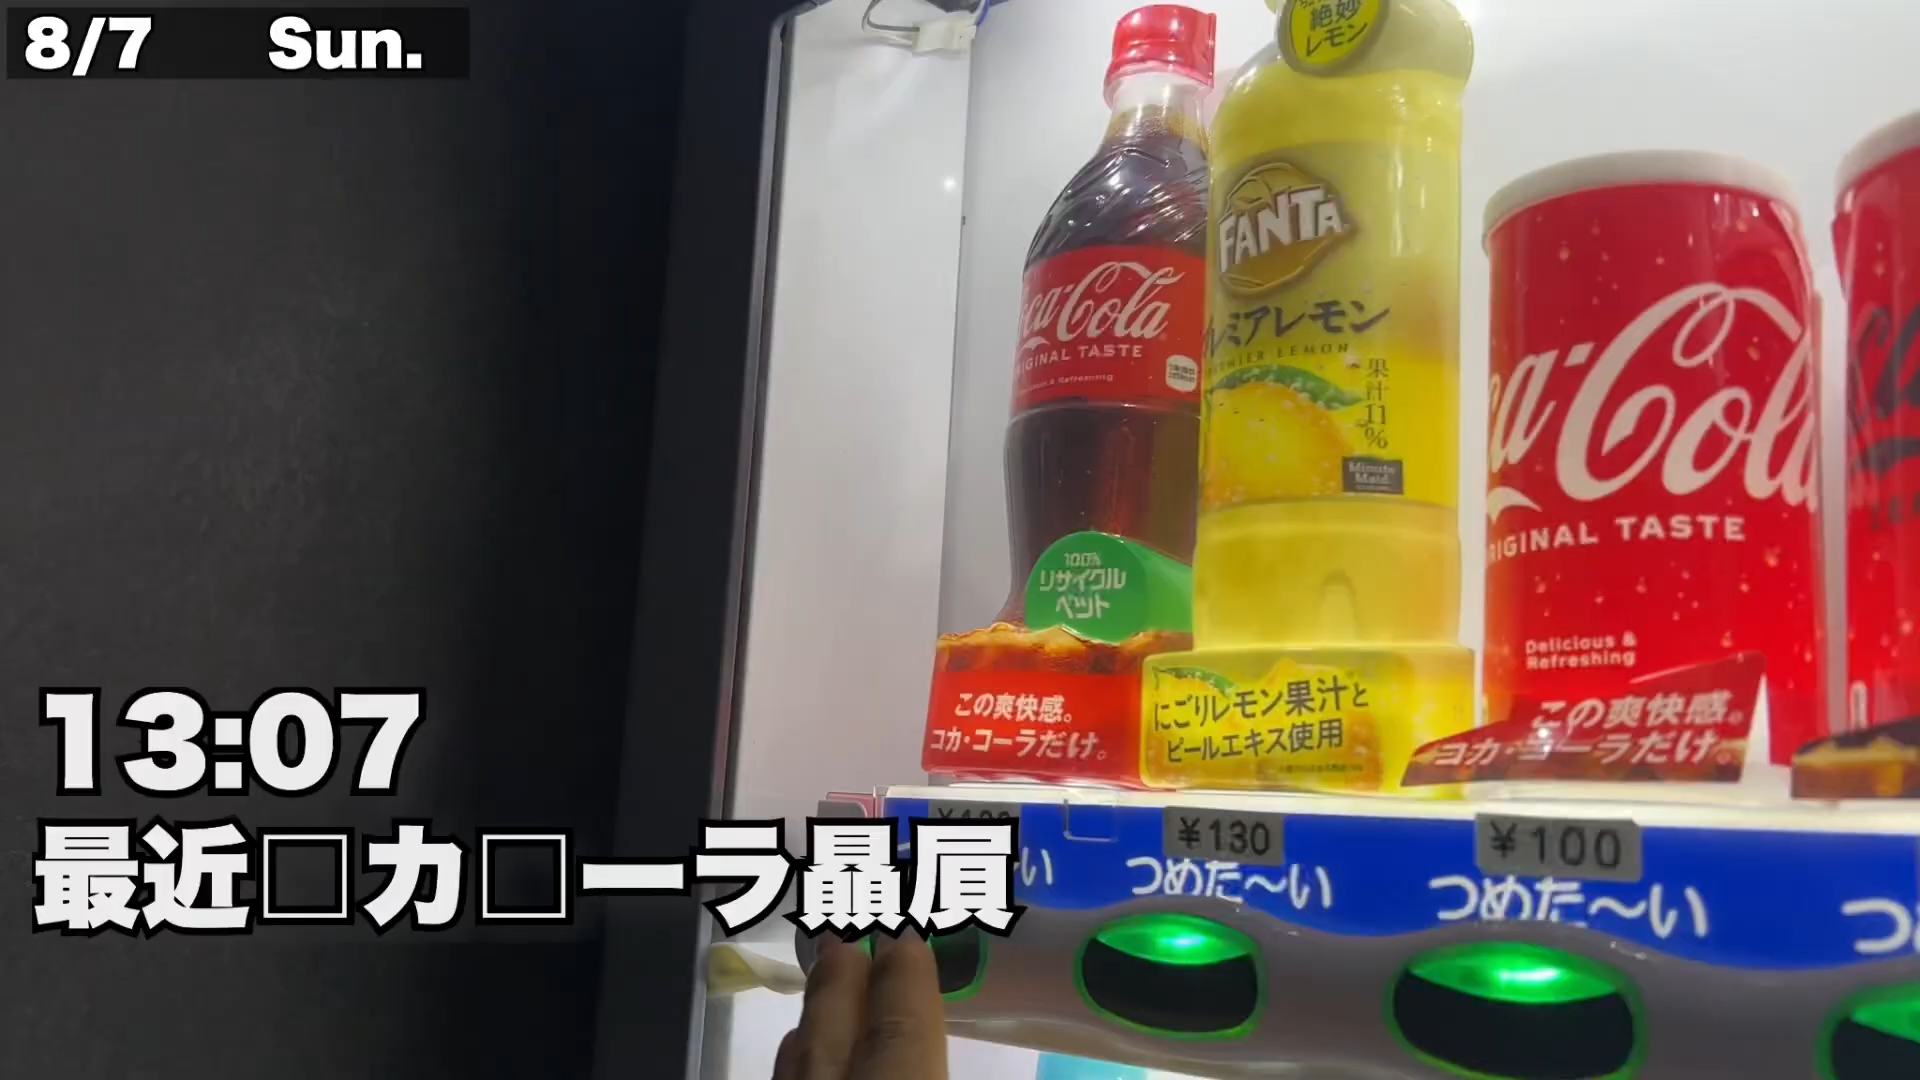 8/7 Sun.
絶妙
レモン
FANTA
プレミアレモン
PREMIER LEMON
果汁11%
Minute Maid
Coca-Cola
ORIGINAL TASTE
100%
リサイクル
ペット
Coca-Cola
ORIGINAL TASTE
Delicious &
Refreshing
この爽快感。
コカ・コーラだけ。
にごりレモン果汁と
ピールエキス使用
この爽快感。
コカ・コーラだけ。
¥130
¥100
つめた〜い
つめた〜い
13:07
最近□カ□ーラ贔屓